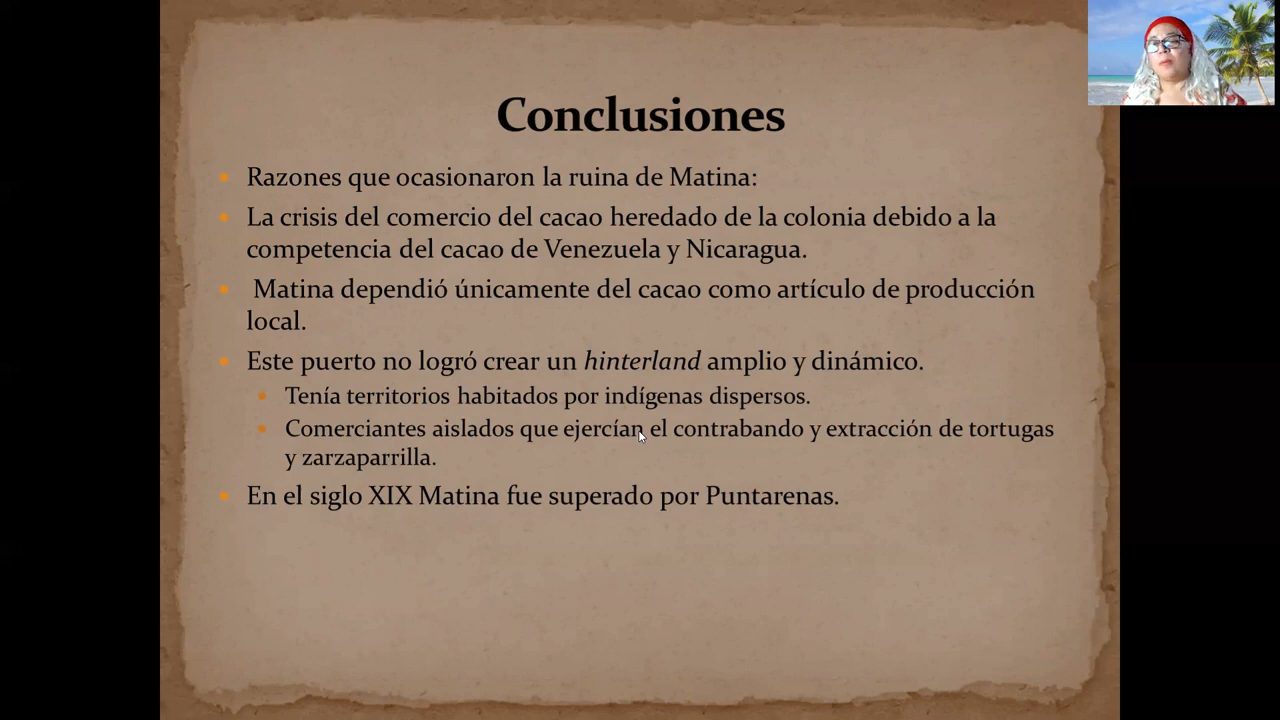 Conclusiones
Razones que ocasionaron la ruina de Matina:
La crisis del comercio del cacao heredado de la colonia debido a la
competencia del cacao de Venezuela y Nicaragua.
Matina dependió únicamente del cacao como artículo de producción
local.
Este puerto no logró crear un hinterland amplio y dinámico.
Tenía territorios habitados por indígenas dispersos.
Comerciantes aislados que ejercían el contrabando y extracción de tortugas
y zarzaparrilla.
En el siglo XIX Matina fue superado por Puntarenas.